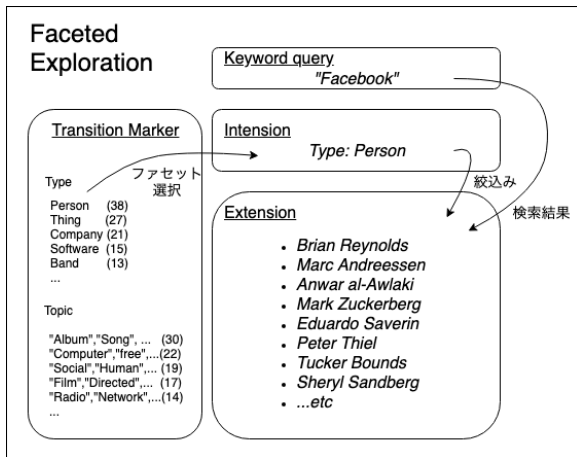 Faceted
Exploration
Keyword query
"Facebook"
Transition Marker
Intension
Type: Person
ファセット
選択
絞込み
検索結果
Type
Person (38)
Thing (27)
Company (21)
Software (15)
Band (13)
...
Topic
"Album","Song", ... (30)
"Computer","free",...(22)
"Social","Human",... (19)
"Film","Directed",... (17)
"Radio","Network",...(14)
...
Extension
• Brian Reynolds
• Marc Andreessen
• Anwar al-Awlaki
• Mark Zuckerberg
• Eduardo Saverin
• Peter Thiel
• Tucker Bounds
• Sheryl Sandberg
• ...etc